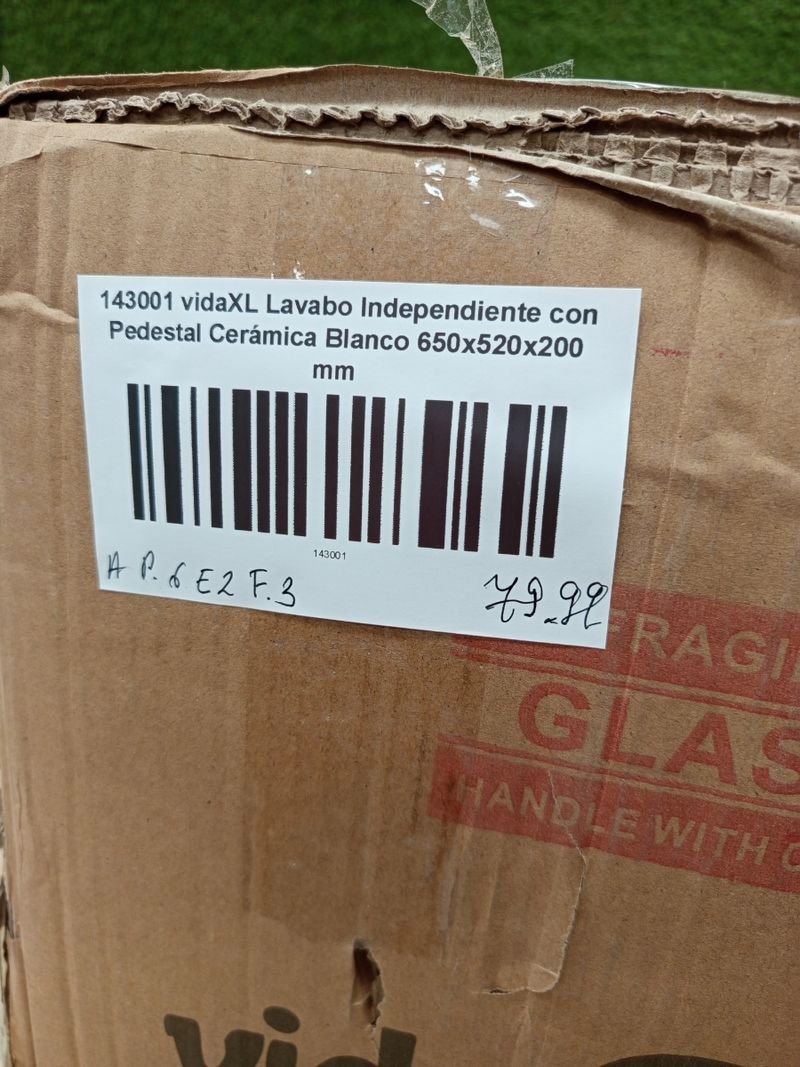 143001 vidaXL Lavabo Independiente con
Pedestal Cerámica Blanco 650x520x200
mm
143001
A P. 6 E2 F.3
79.99
FRAGI
GLAS
HANDLE WITH C
vid